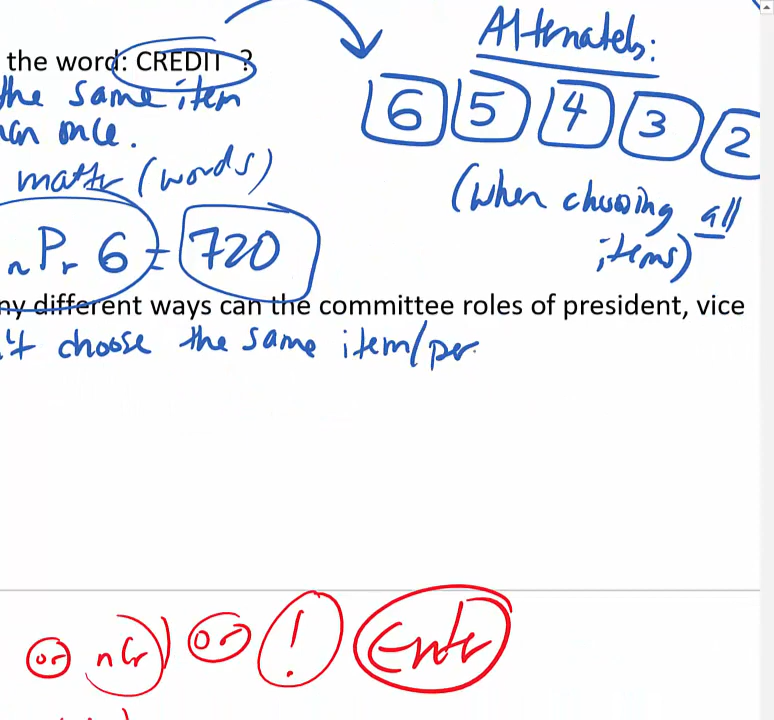 Alternately:
the word: CREDIT ?
the same item
6 5 4 3 2
than once.
matter (words)
(when choosing all
items)
nPr 6 = 720
ny different ways can the committee roles of president, vice
't choose the same item/per
or nCr) or ! Enter